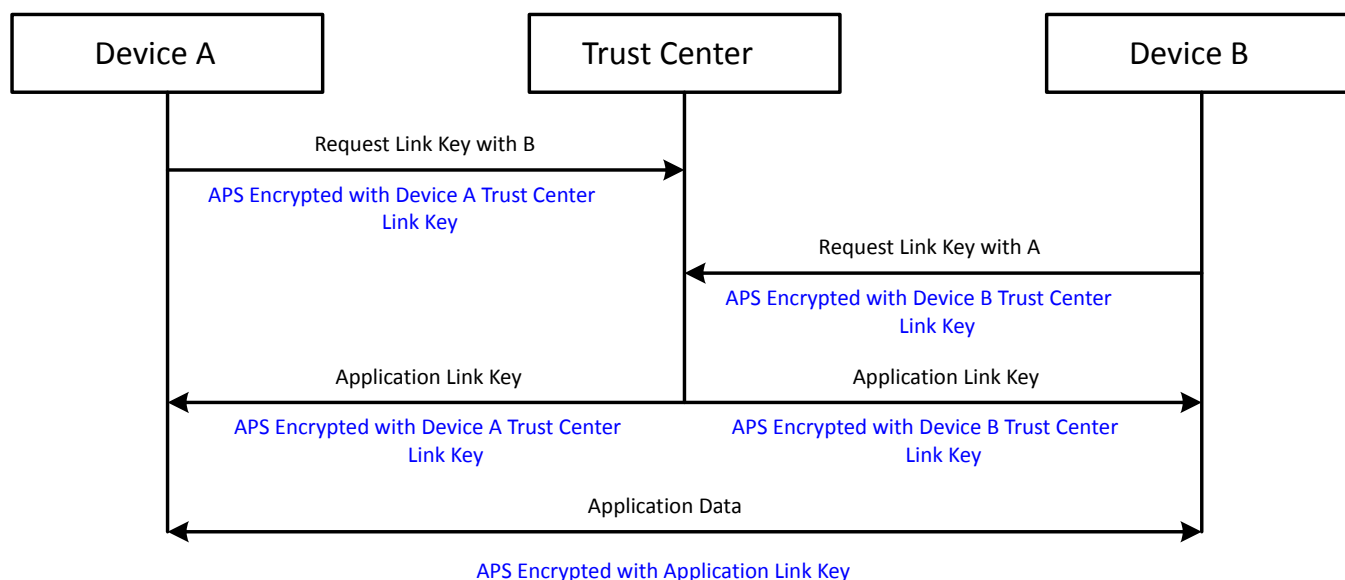 Device A
Trust Center
Device B
Request Link Key with B
APS Encrypted with Device A Trust Center
Link Key
Request Link Key with A
APS Encrypted with Device B Trust Center
Link Key
Application Link Key
Application Link Key
APS Encrypted with Device A Trust Center
Link Key
APS Encrypted with Device B Trust Center
Link Key
Application Data
APS Encrypted with Application Link Key